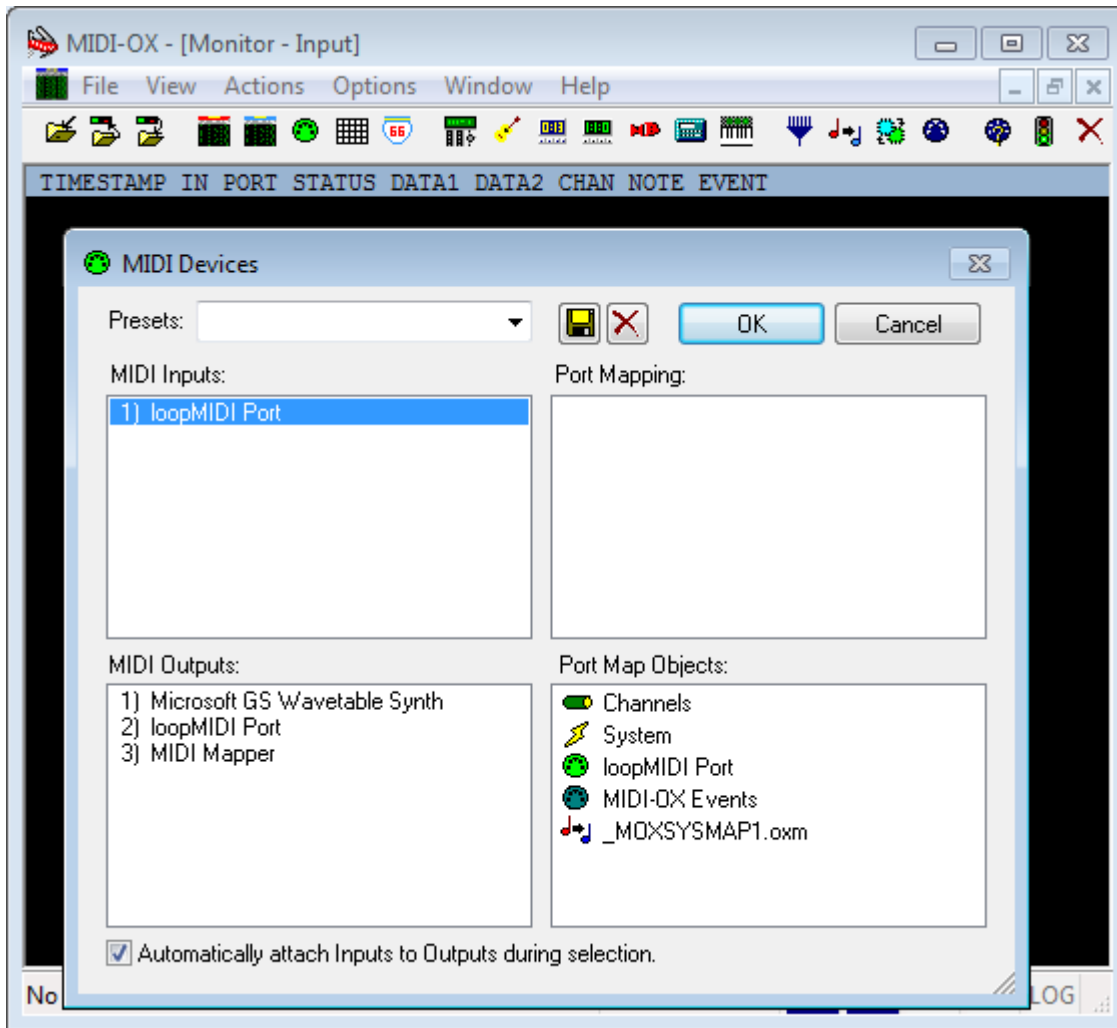 MIDI-OX - [Monitor - Input]
File View Actions Options Window Help
66
TIMESTAMP IN PORT STATUS DATA1 DATA2 CHAN NOTE EVENT
MIDI Devices
Presets:
OK Cancel
MIDI Inputs:
1) loopMIDI Port
Port Mapping:
MIDI Outputs:
1) Microsoft GS Wavetable Synth
2) loopMIDI Port
3) MIDI Mapper
Port Map Objects:
Channels
System
loopMIDI Port
MIDI-OX Events
_MOXSYSMAP1.oxm
Automatically attach Inputs to Outputs during selection.
No
LOG